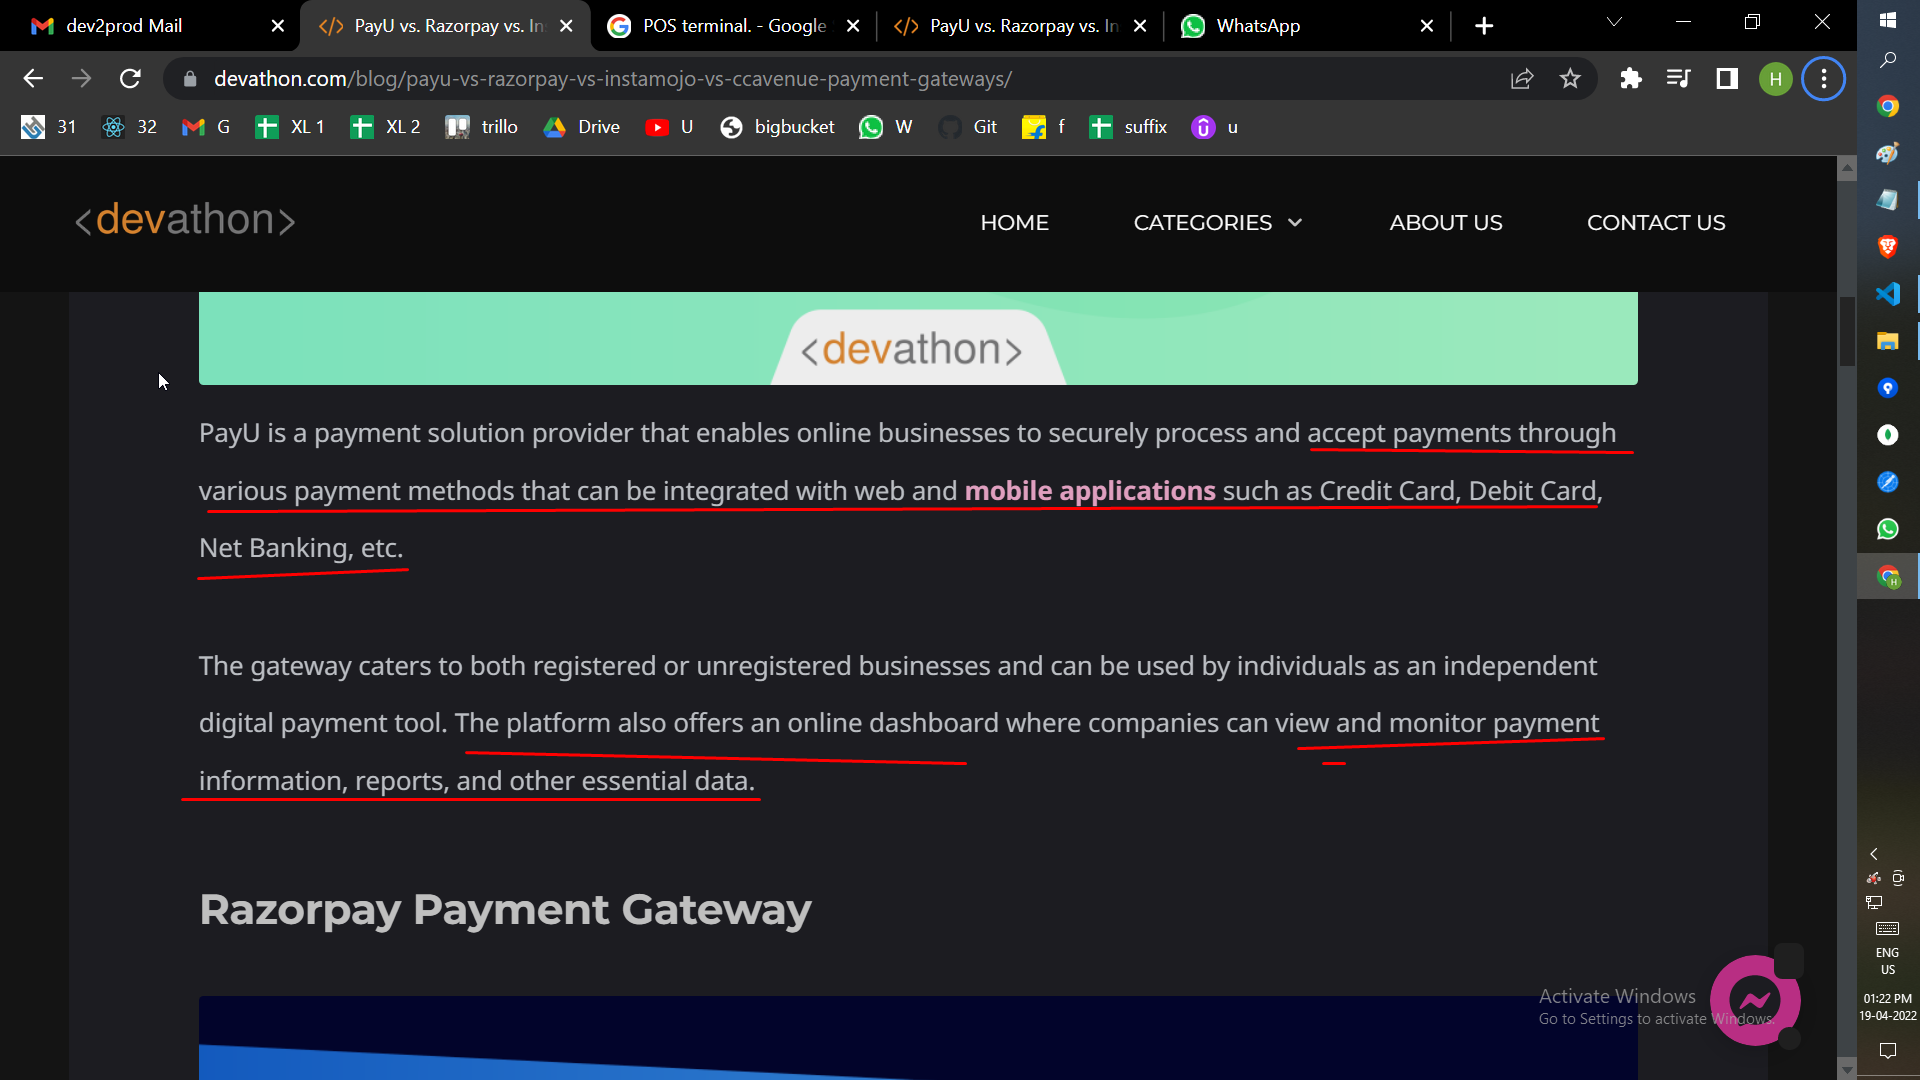 dev2prod Mail
PayU vs. Razorpay vs. In
POS terminal. - Google
PayU vs. Razorpay vs. In
WhatsApp
devathon.com/blog/payu-vs-razorpay-vs-instamojo-vs-ccavenue-payment-gateways/
H
31
32
G
XL 1
XL 2
trillo
Drive
U
bigbucket
W
Git
f
suffix
u
<devathon>
HOME
CATEGORIES
ABOUT US
CONTACT US
<devathon>
PayU is a payment solution provider that enables online businesses to securely process and accept payments through
various payment methods that can be integrated with web and mobile applications such as Credit Card, Debit Card,
Net Banking, etc.
The gateway caters to both registered or unregistered businesses and can be used by individuals as an independent
digital payment tool. The platform also offers an online dashboard where companies can view and monitor payment
information, reports, and other essential data.
Razorpay Payment Gateway
Activate Windows
Go to Settings to activate Windows.
ENG
US
01:22 PM
19-04-2022